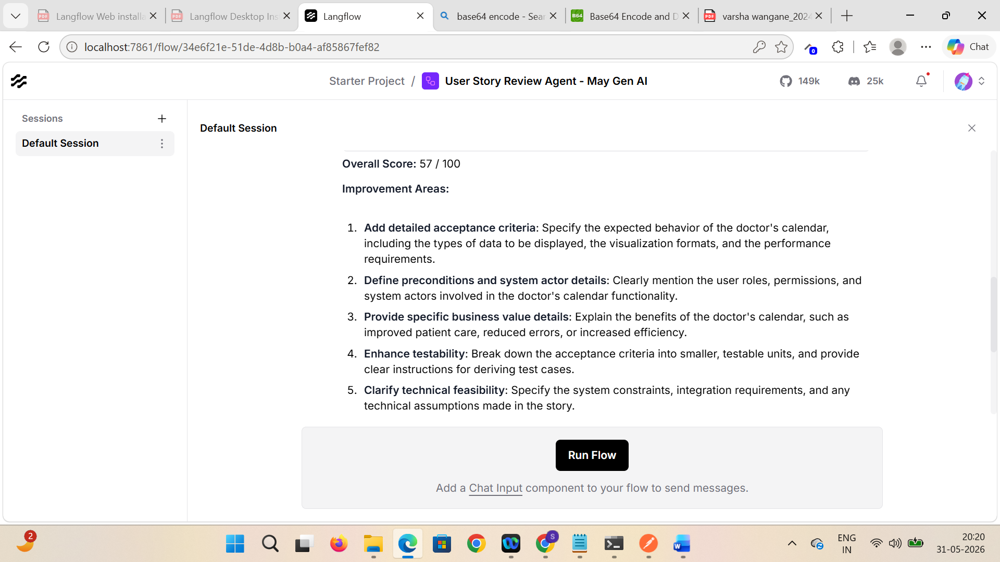 Langflow Web installa
Langflow Desktop Ins
Langflow
base64 encode - Sear
B64
Base64 Encode and D
varsha wangane_2024
localhost:7861/flow/34e6f21e-51de-4d8b-b0a4-af85867fef82
0
Chat
Starter Project / User Story Review Agent - May Gen AI
149k
25k
Sessions
Default Session
Default Session
Overall Score: 57 / 100
Improvement Areas:
1. Add detailed acceptance criteria: Specify the expected behavior of the doctor's calendar,
including the types of data to be displayed, the visualization formats, and the performance
requirements.
2. Define preconditions and system actor details: Clearly mention the user roles, permissions, and
system actors involved in the doctor's calendar functionality.
3. Provide specific business value details: Explain the benefits of the doctor's calendar, such as
improved patient care, reduced errors, or increased efficiency.
4. Enhance testability: Break down the acceptance criteria into smaller, testable units, and provide
clear instructions for deriving test cases.
5. Clarify technical feasibility: Specify the system constraints, integration requirements, and any
technical assumptions made in the story.
Run Flow
Add a Chat Input component to your flow to send messages.
2
S
ENG
IN
20:20
31-05-2026